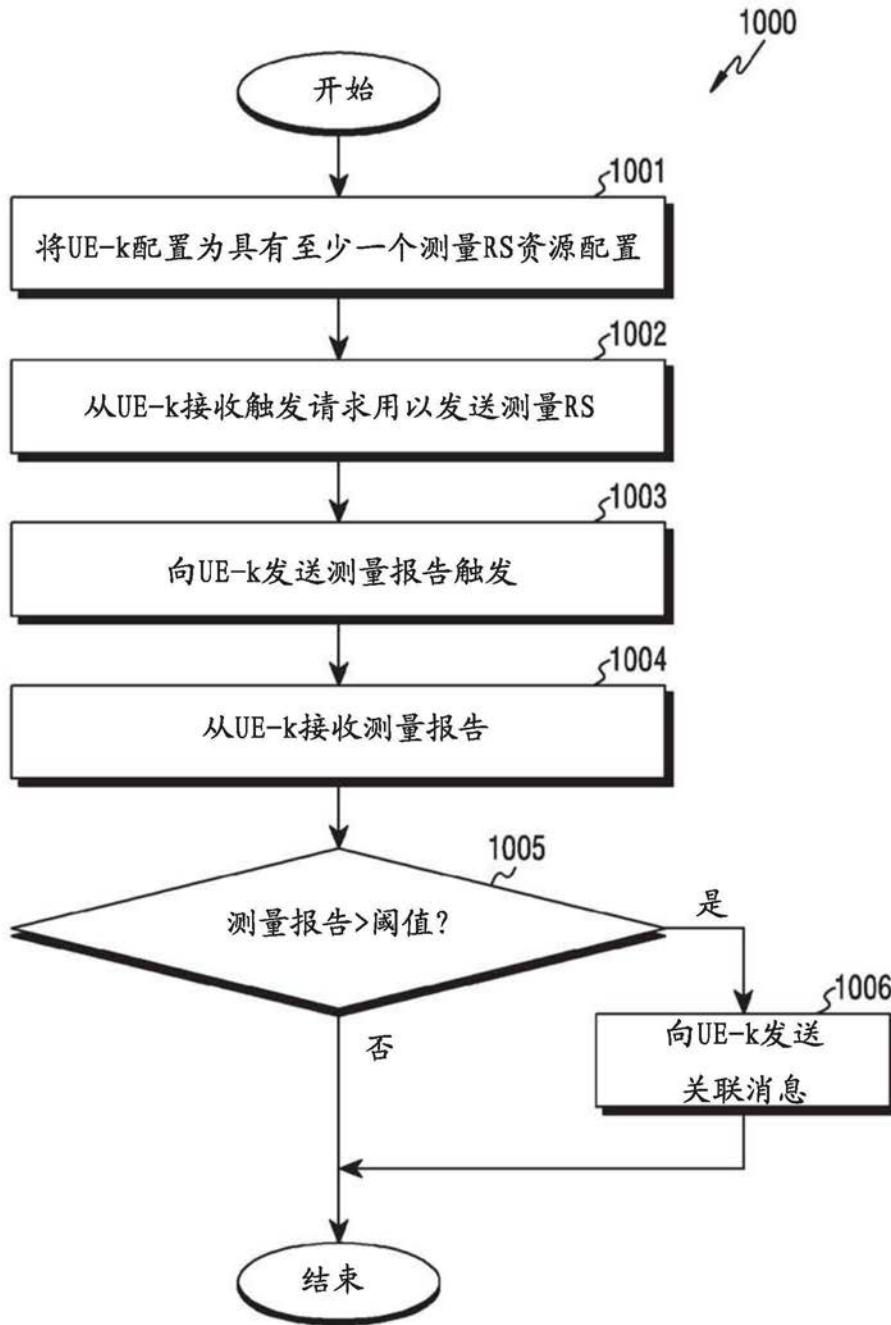 1000
开始
1001
将UE-k配置为具有至少一个测量RS资源配置
1002
从UE-k接收触发请求用以发送测量RS
1003
向UE-k发送测量报告触发
1004
从UE-k接收测量报告
1005
测量报告>阈值?
是
1006
向UE-k发送
关联消息
否
结束